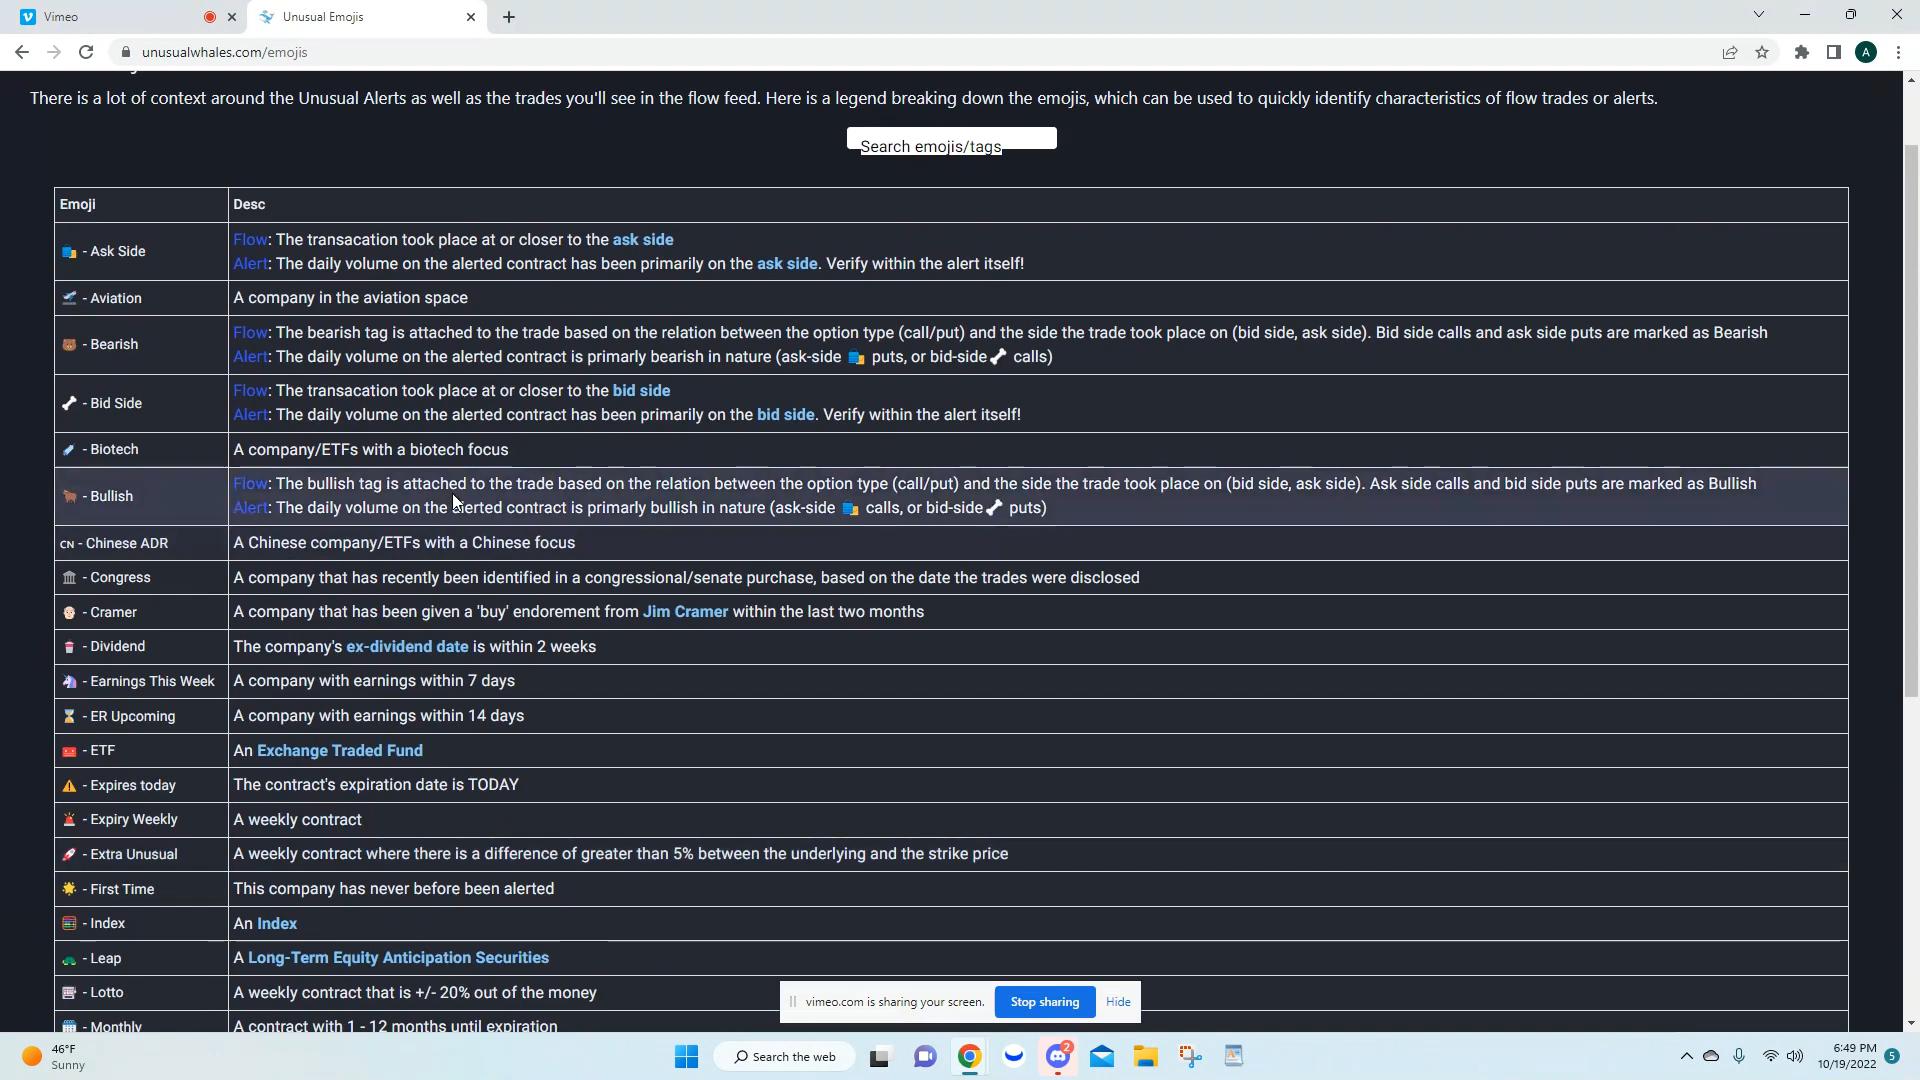 Vimeo
Unusual Emojis
unusualwhales.com/emojis
A
There is a lot of context around the Unusual Alerts as well as the trades you'll see in the flow feed. Here is a legend breaking down the emojis, which can be used to quickly identify characteristics of flow trades or alerts.
Search emojis/tags
Emoji
Desc
- Ask Side
Flow: The transacation took place at or closer to the ask side
Alert: The daily volume on the alerted contract has been primarily on the ask side. Verify within the alert itself!
- Aviation
A company in the aviation space
- Bearish
Flow: The bearish tag is attached to the trade based on the relation between the option type (call/put) and the side the trade took place on (bid side, ask side). Bid side calls and ask side puts are marked as Bearish
Alert: The daily volume on the alerted contract is primarly bearish in nature (ask-side puts, or bid-side calls)
- Bid Side
Flow: The transacation took place at or closer to the bid side
Alert: The daily volume on the alerted contract has been primarily on the bid side. Verify within the alert itself!
- Biotech
A company/ETFs with a biotech focus
- Bullish
Flow: The bullish tag is attached to the trade based on the relation between the option type (call/put) and the side the trade took place on (bid side, ask side). Ask side calls and bid side puts are marked as Bullish
Alert: The daily volume on the alerted contract is primarly bullish in nature (ask-side calls, or bid-side puts)
CN - Chinese ADR
A Chinese company/ETFs with a Chinese focus
- Congress
A company that has recently been identified in a congressional/senate purchase, based on the date the trades were disclosed
- Cramer
A company that has been given a 'buy' endorement from Jim Cramer within the last two months
- Dividend
The company's ex-dividend date is within 2 weeks
- Earnings This Week
A company with earnings within 7 days
- ER Upcoming
A company with earnings within 14 days
- ETF
An Exchange Traded Fund
- Expires today
The contract's expiration date is TODAY
- Expiry Weekly
A weekly contract
- Extra Unusual
A weekly contract where there is a difference of greater than 5% between the underlying and the strike price
- First Time
This company has never before been alerted
- Index
An Index
- Leap
A Long-Term Equity Anticipation Securities
- Lotto
A weekly contract that is +/- 20% out of the money
- Monthly
A contract with 1 - 12 months until expiration
vimeo.com is sharing your screen.
Stop sharing
Hide
46°F
Sunny
Search the web
2
6:49 PM
10/19/2022
5